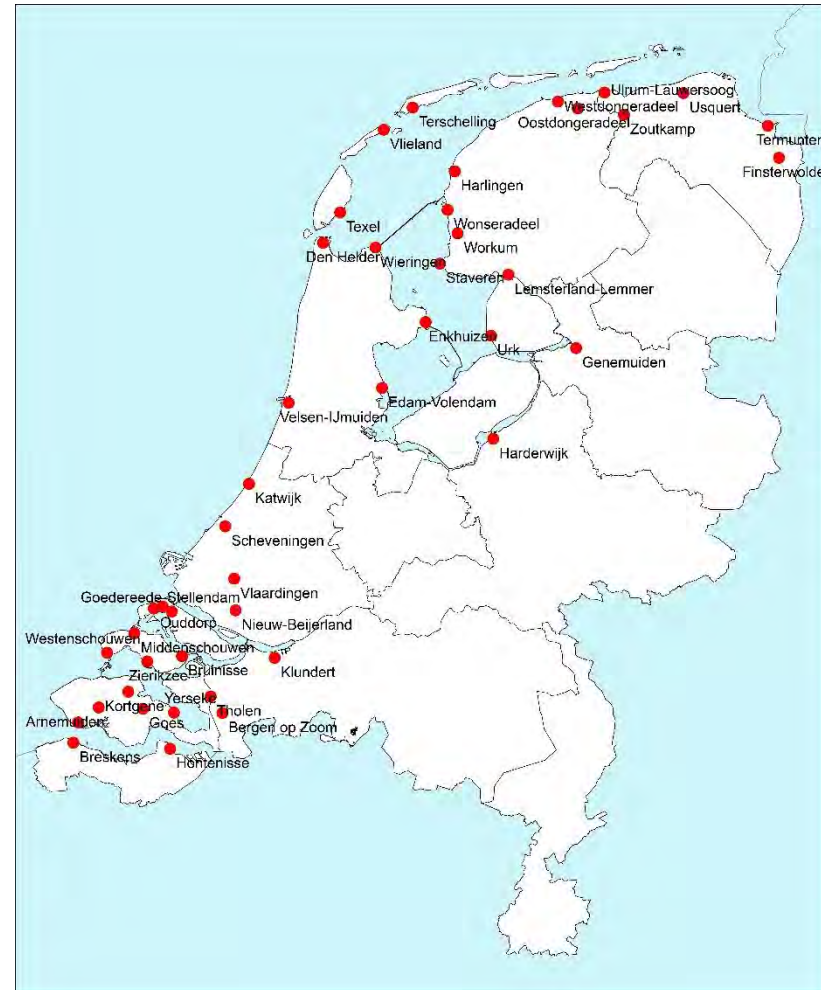 Ulrum-Lauwersoog
Westdongeradeel
Usquert
Terschelling
Oostdongeradeel
Zoutkamp
Termunten
Vlieland
Finsterwolde
Harlingen
Texel
Wonseradeel
Workum
Den Helder
Wieringen
Staveren
Lemsterland-Lemmer
Enkhuizen
Urk
Genemuiden
Edam-Volendam
Velsen-IJmuiden
Harderwijk
Katwijk
Scheveningen
Vlaardingen
Goedereede-Stellendam
Ouddorp
Nieuw-Beijerland
Westenschouwen
Middenschouwen
Bruinisse
Klundert
Zierikzee
Yerseke
Kortgene
Tholen
Arnemuiden
Goes
Bergen op Zoom
Breskens
Hontenisse